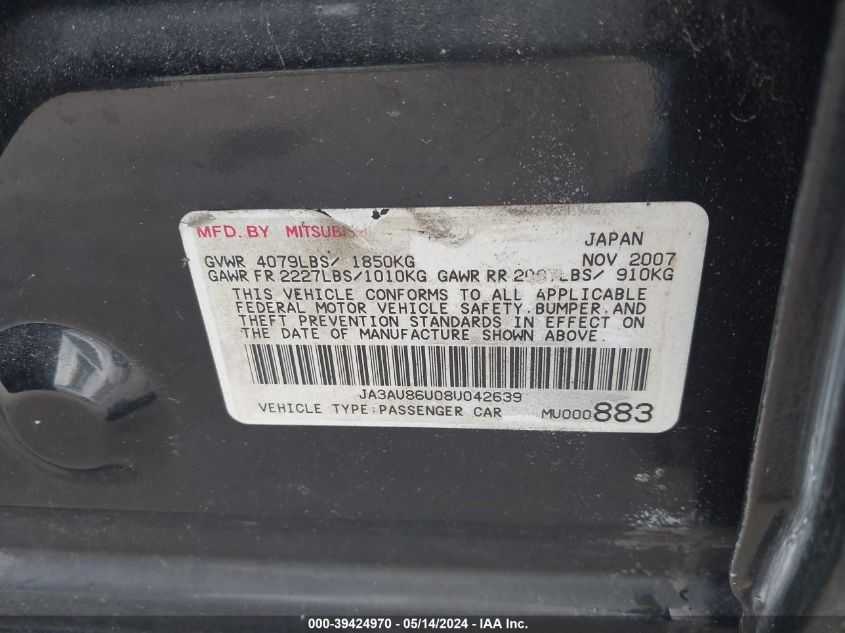 MFD. BY MITSUBIS
JAPAN
GVWR 4079LBS/ 1850KG NOV 2007
GAWR FR 2227LBS/1010KG GAWR RR / 910KG
THIS VEHICLE CONFORMS TO ALL APPLICABLE
FEDERAL MOTOR VEHICLE SAFETY.BUMPER.AND
THEFT PREVENTION STANDARDS IN EFFECT ON
THE DATE OF MANUFACTURE SHOWN ABOVE.
JA3AU86U08U042639
VEHICLE TYPE:PASSENGER CAR MU000883
000-39424970 - 05/14/2024 - IAA Inc.